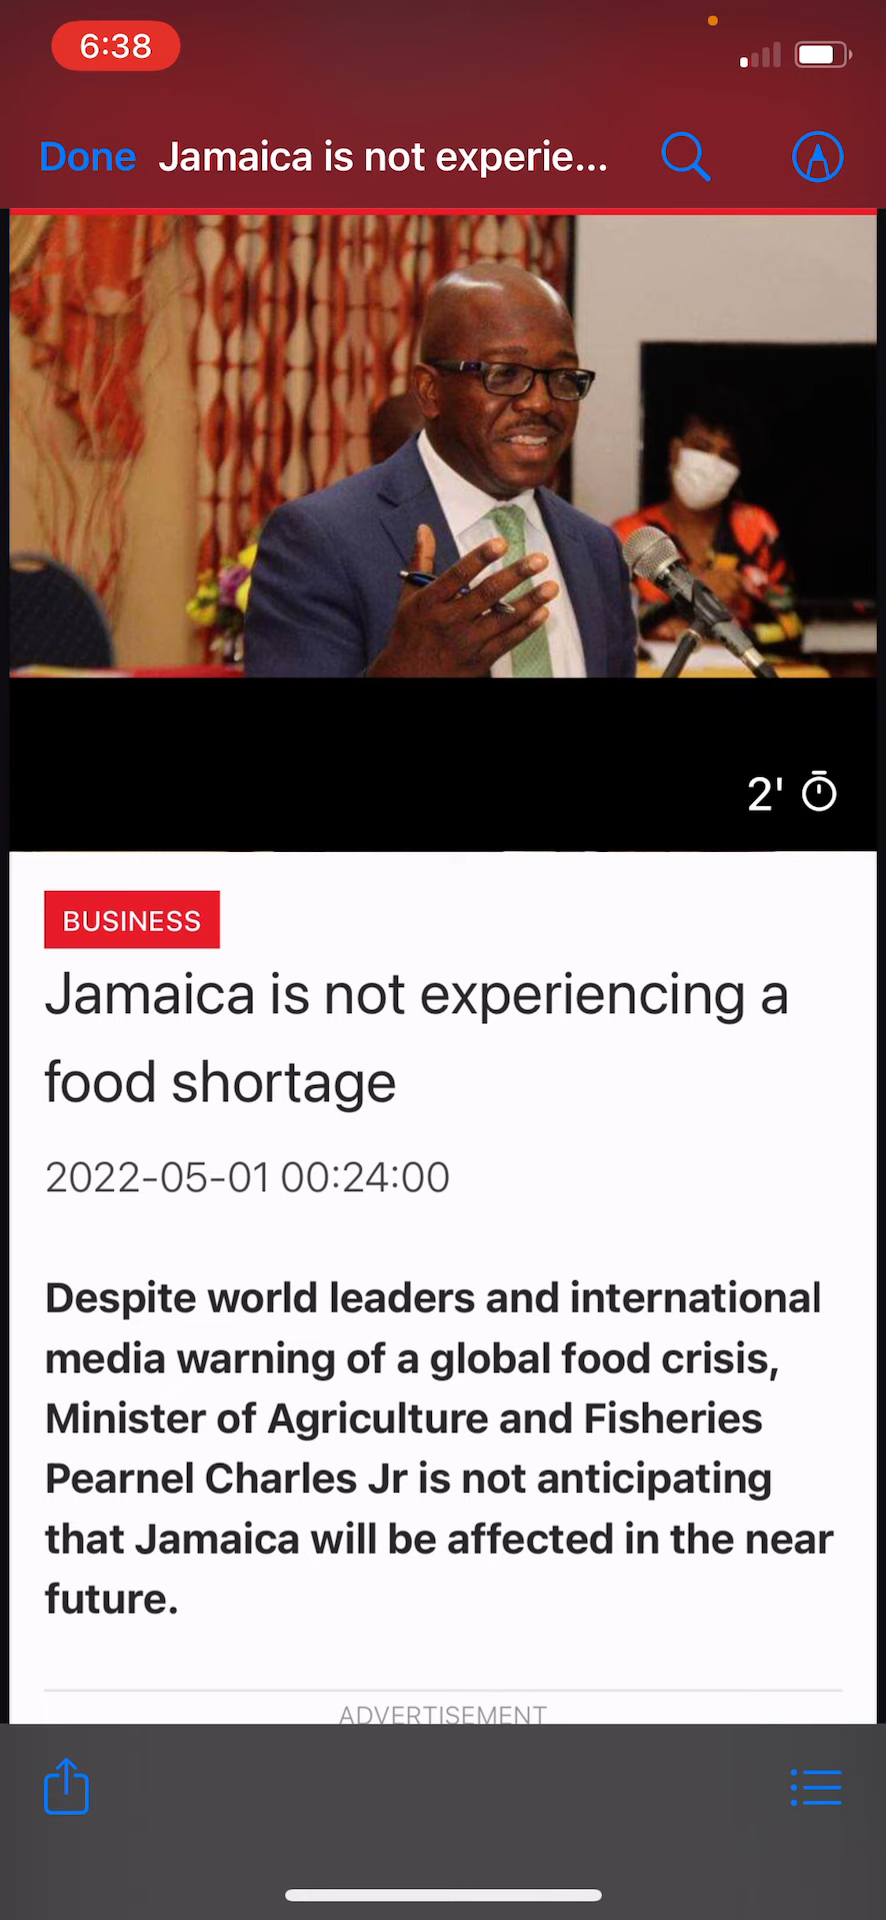 6:38
Done Jamaica is not experie...
2'
BUSINESS
Jamaica is not experiencing a
food shortage
2022-05-01 00:24:00
Despite world leaders and international
media warning of a global food crisis,
Minister of Agriculture and Fisheries
Pearnel Charles Jr is not anticipating
that Jamaica will be affected in the near
future.
ADVERTISEMENT